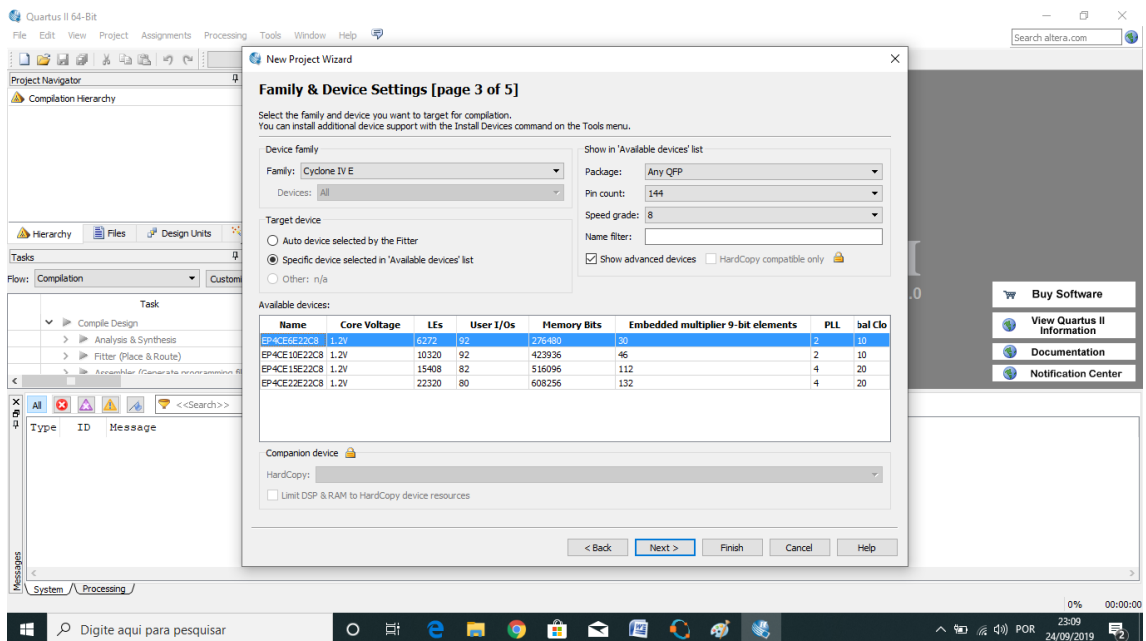 Quartus II 64-Bit
File Edit View Project Assignments Processing Tools Window Help
Search altera.com
Project Navigator
Compilation Hierarchy
Hierarchy Files Design Units
Tasks
Flow: Compilation Customi
Task
Compile Design
Analysis & Synthesis
Fitter (Place & Route)
Assembler (Generate programming fil
New Project Wizard
Family & Device Settings [page 3 of 5]
Select the family and device you want to target for compilation.
You can install additional device support with the Install Devices command on the Tools menu.
Device family
Family: Cyclone IV E
Devices: All
Target device
Auto device selected by the Fitter
Specific device selected in 'Available devices' list
Other: n/a
Show in 'Available devices' list
Package: Any QFP
Pin count: 144
Speed grade: 8
Name filter:
Show advanced devices HardCopy compatible only
Available devices:
Name Core Voltage LEs User I/Os Memory Bits Embedded multiplier 9-bit elements PLL bal Clo
EP4CE6E22C8 1.2V 6272 92 276480 30 2 10
EP4CE10E22C8 1.2V 10320 92 423936 46 2 10
EP4CE15E22C8 1.2V 15408 82 516096 112 4 20
EP4CE22E22C8 1.2V 22320 80 608256 132 4 20
Companion device
HardCopy:
Limit DSP & RAM to HardCopy device resources
< Back Next > Finish Cancel Help
.0
Buy Software
View Quartus II
Information
Documentation
Notification Center
All <<Search>>
Type ID Message
Messages
System Processing
0% 00:00:00
Digite aqui para pesquisar
POR
23:09
24/09/2019
2